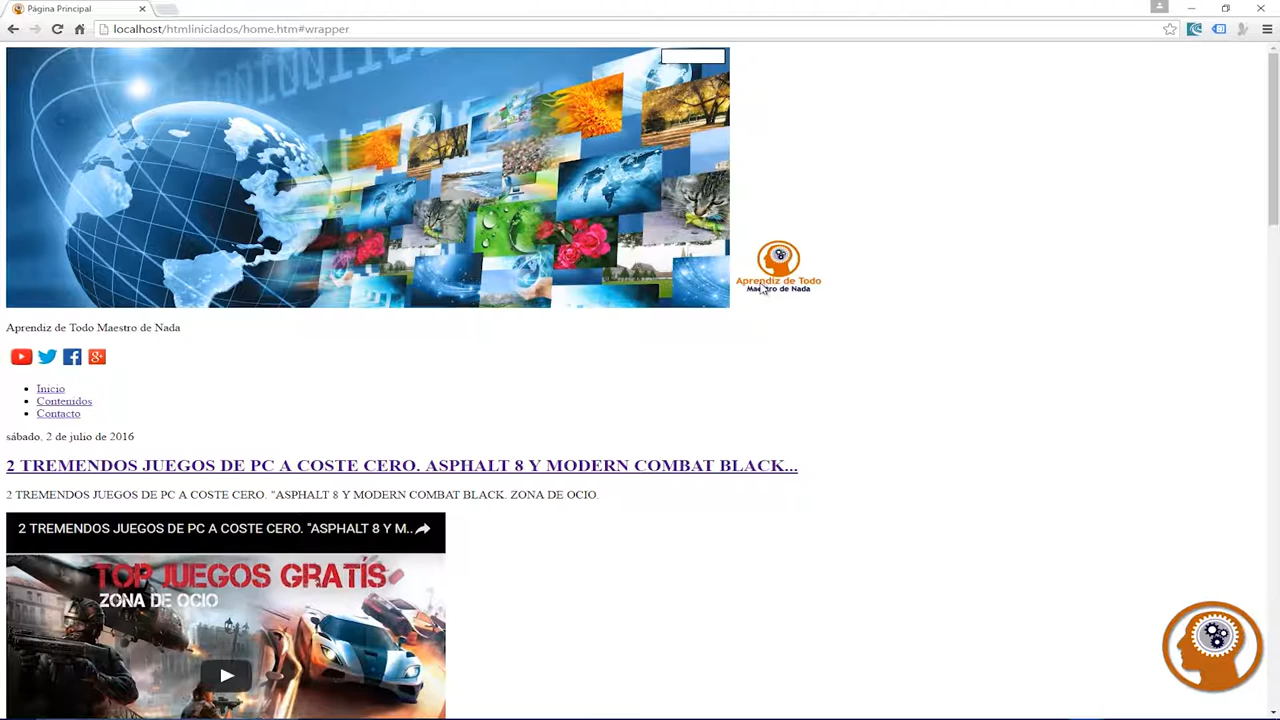 Página Principal
localhost/htmliniciados/home.htm#wrapper
Aprendiz de Todo
Maestro de Nada
Aprendiz de Todo Maestro de Nada
Inicio
Contenidos
Contacto
sábado, 2 de julio de 2016
2 TREMENDOS JUEGOS DE PC A COSTE CERO. ASPHALT 8 Y MODERN COMBAT BLACK...
2 TREMENDOS JUEGOS DE PC A COSTE CERO. "ASPHALT 8 Y MODERN COMBAT BLACK. ZONA DE OCIO.
2 TREMENDOS JUEGOS DE PC A COSTE CERO. "ASPHALT 8 Y M...
TOP JUEGOS GRATÍS
ZONA DE OCIO